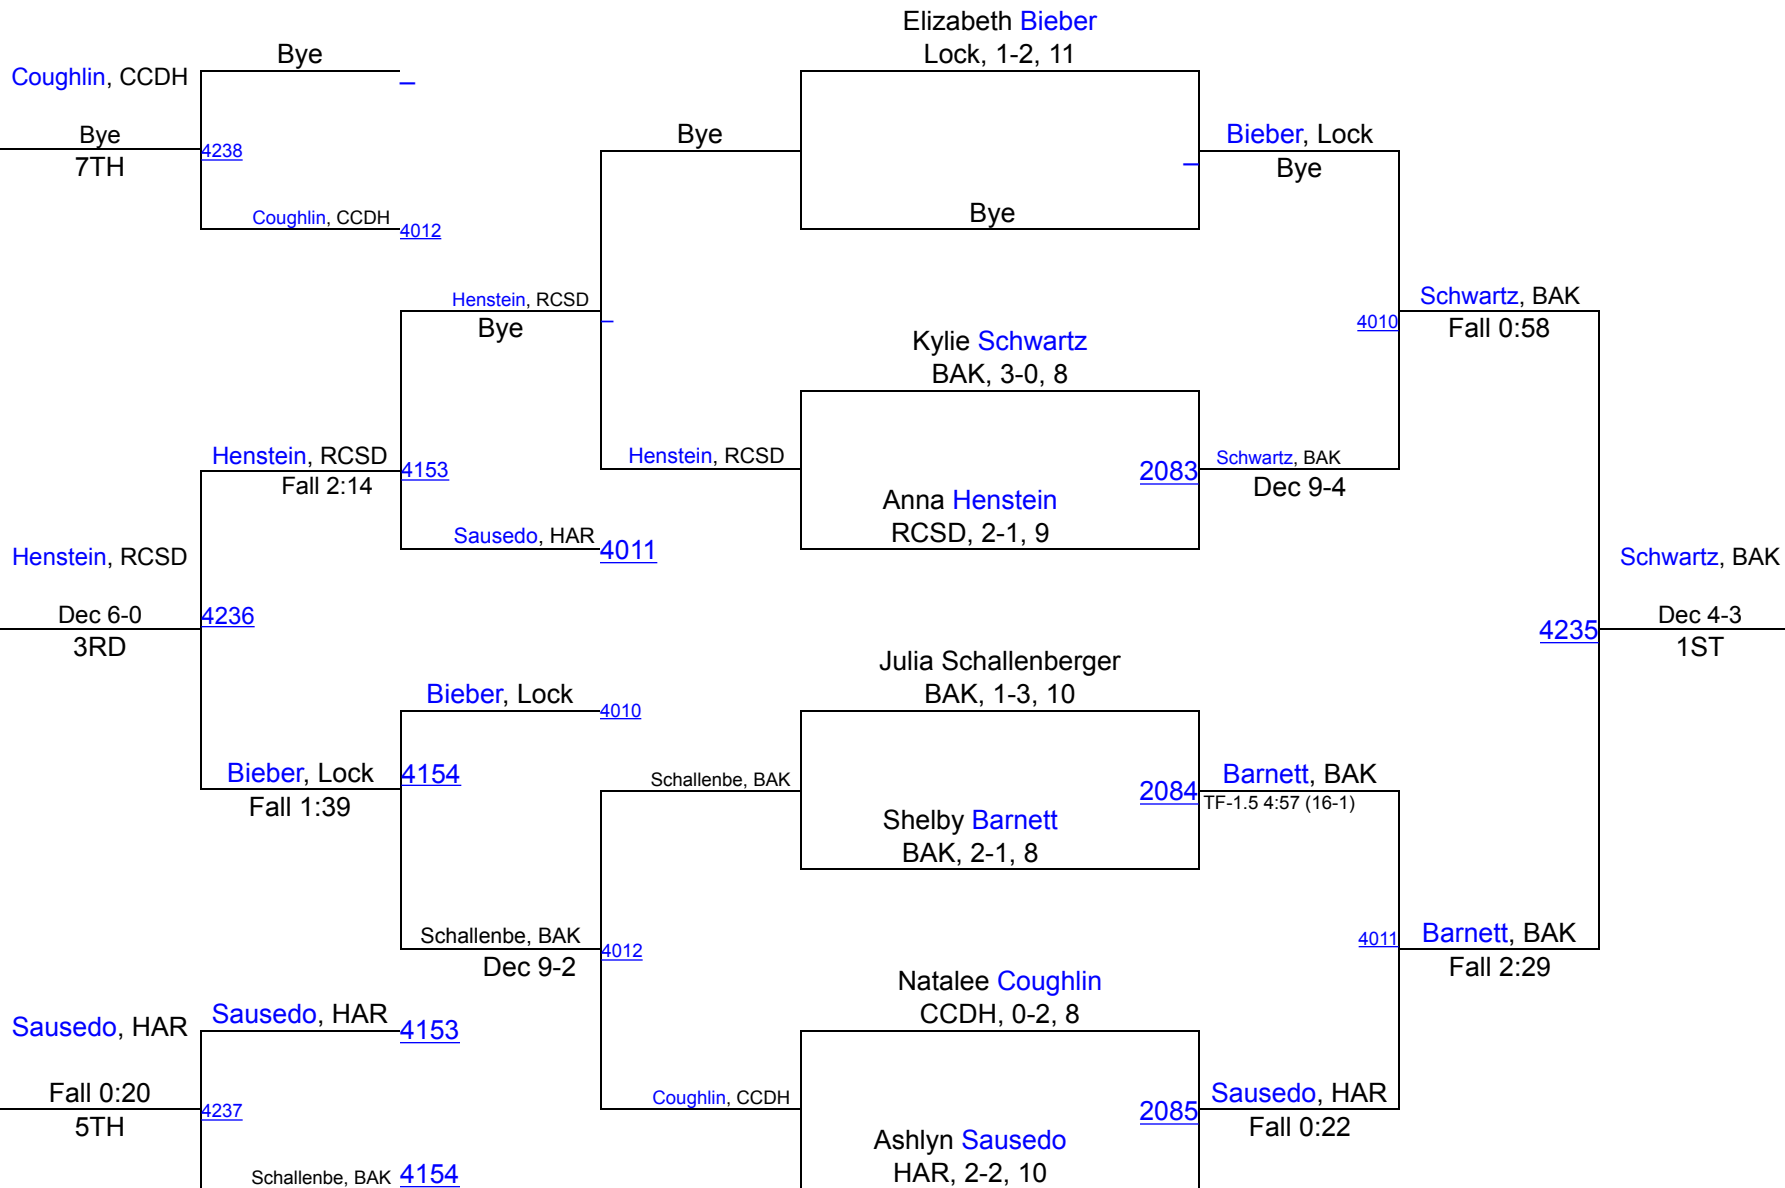 Elizabeth Bieber
Lock, 1-2, 11
Bye
Coughlin, CCDH
Bye
7TH
4238
Coughlin, CCDH
4012
Bye
Bieber, Lock
Bye
Bye
Henstein, RCSD
Bye
Schwartz, BAK
Fall 0:58
4010
Kylie Schwartz
BAK, 3-0, 8
Henstein, RCSD
Fall 2:14
4153
Henstein, RCSD
2083
Schwartz, BAK
Dec 9-4
Anna Henstein
RCSD, 2-1, 9
Sausedo, HAR
4011
Henstein, RCSD
Dec 6-0
3RD
4236
Schwartz, BAK
Dec 4-3
1ST
4235
Julia Schallenberger
BAK, 1-3, 10
Bieber, Lock
4010
Bieber, Lock
Fall 1:39
4154
Schallenbe, BAK
2084
Barnett, BAK
TF-1.5 4:57 (16-1)
Shelby Barnett
BAK, 2-1, 8
Schallenbe, BAK
Dec 9-2
4012
4011
Barnett, BAK
Fall 2:29
Natalee Coughlin
CCDH, 0-2, 8
Sausedo, HAR
Sausedo, HAR
4153
Fall 0:20
5TH
4237
Coughlin, CCDH
2085
Sausedo, HAR
Fall 0:22
Ashlyn Sausedo
HAR, 2-2, 10
Schallenbe, BAK
4154